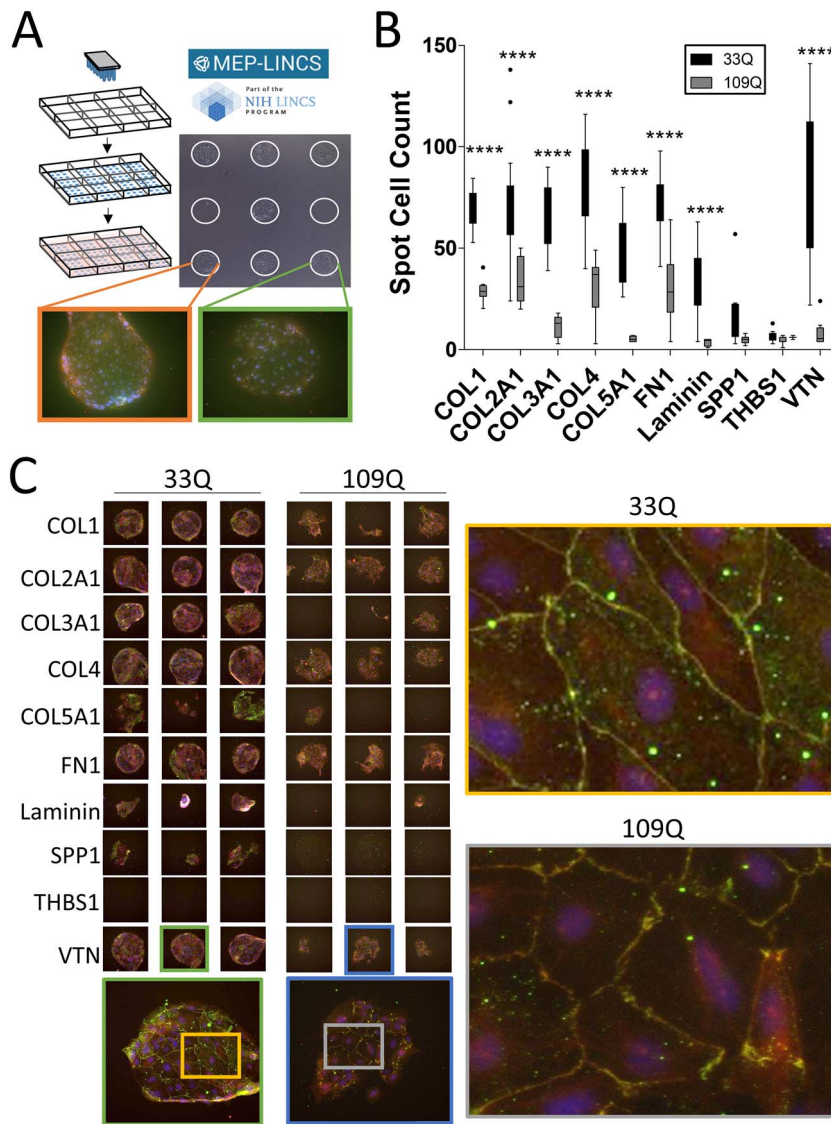 A
MEP-LINCS
Part of the
NIH LINCS
PROGRAM
B
Spot Cell Count
150
100
50
0
33Q
109Q
****
****
****
****
****
****
****
****
COL1
COL2A1
COL3A1
COL4
COL5A1
FN1
Laminin
SPP1
THBS1
VTN
C
33Q
109Q
COL1
COL2A1
COL3A1
COL4
COL5A1
FN1
Laminin
SPP1
THBS1
VTN
33Q
109Q